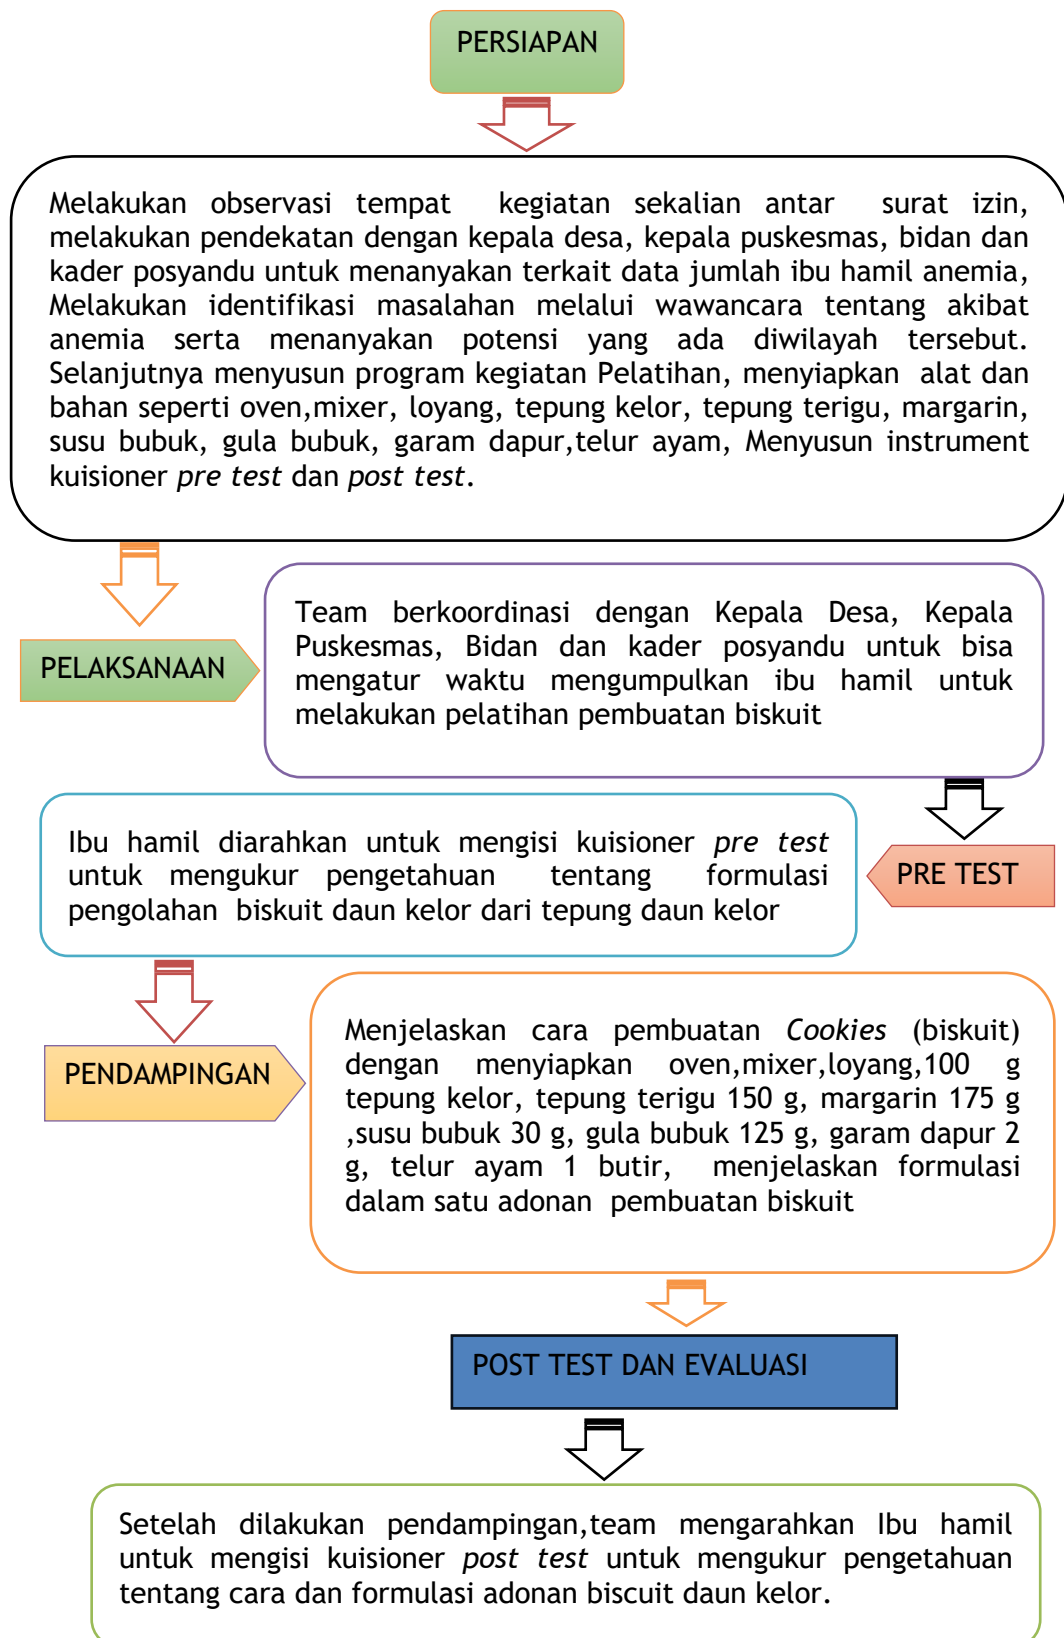 PERSIAPAN
Melakukan observasi tempat kegiatan sekalian antar surat izin,
melakukan pendekatan dengan kepala desa, kepala puskesmas, bidan dan
kader posyandu untuk menanyakan terkait data jumlah ibu hamil anemia,
Melakukan identifikasi masalahan melalui wawancara tentang akibat
anemia serta menanyakan potensi yang ada diwilayah tersebut.
Selanjutnya menyusun program kegiatan Pelatihan, menyiapkan alat dan
bahan seperti oven,mixer, loyang, tepung kelor, tepung terigu, margarin,
susu bubuk, gula bubuk, garam dapur,telur ayam, Menyusun instrument
kuisioner pre test dan post test.
PELAKSANAAN
Team berkoordinasi dengan Kepala Desa, Kepala
Puskesmas, Bidan dan kader posyandu untuk bisa
mengatur waktu mengumpulkan ibu hamil untuk
melakukan pelatihan pembuatan biskuit
PRE TEST
Ibu hamil diarahkan untuk mengisi kuisioner pre test
untuk mengukur pengetahuan tentang formulasi
pengolahan biskuit daun kelor dari tepung daun kelor
PENDAMPINGAN
Menjelaskan cara pembuatan Cookies (biskuit)
dengan menyiapkan oven,mixer,loyang,100 g
tepung kelor, tepung terigu 150 g, margarin 175 g
,susu bubuk 30 g, gula bubuk 125 g, garam dapur 2
g, telur ayam 1 butir, menjelaskan formulasi
dalam satu adonan pembuatan biskuit
POST TEST DAN EVALUASI
Setelah dilakukan pendampingan,team mengarahkan Ibu hamil
untuk mengisi kuisioner post test untuk mengukur pengetahuan
tentang cara dan formulasi adonan biscuit daun kelor.